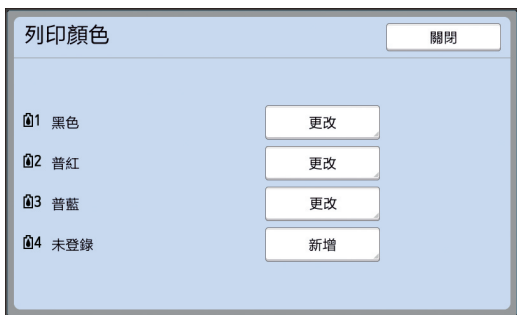 列印顏色 關閉
1 黑色 更改
2 普紅 更改
3 普藍 更改
4 未登錄 新增